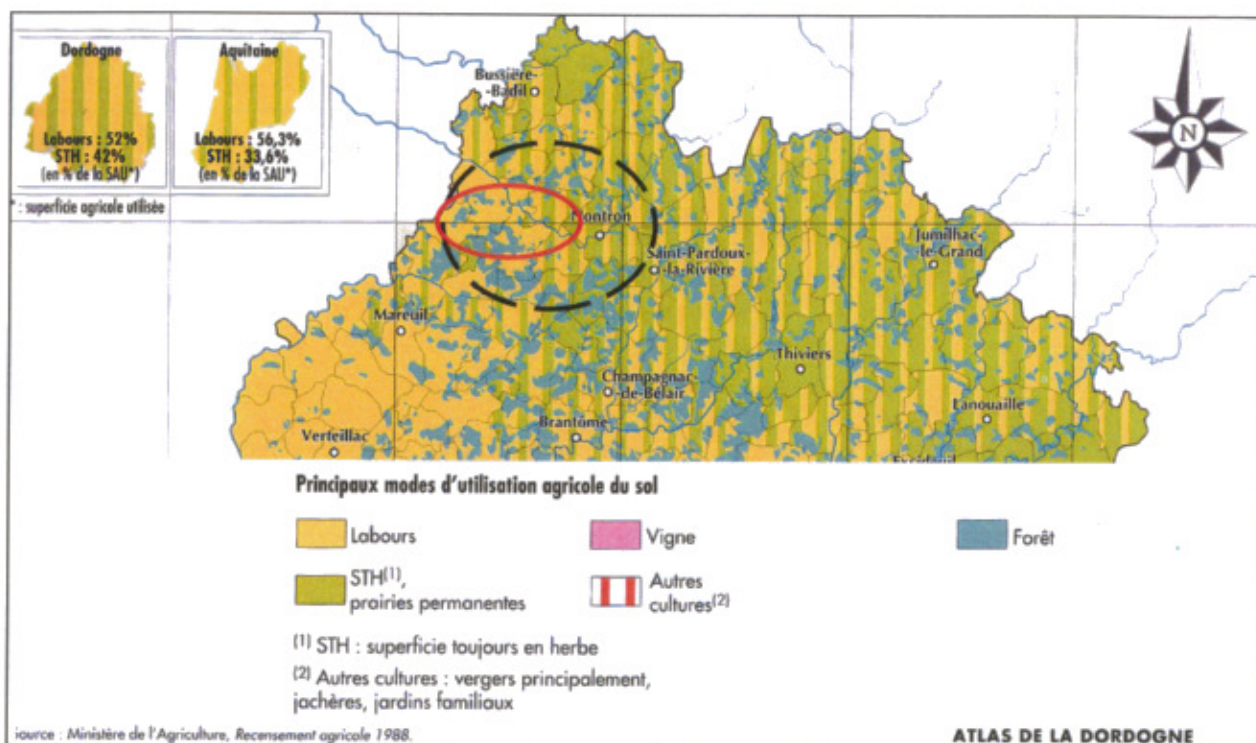 Dordogne
Labours : 52%
STH : 42%
(en % de la SAU*)
Aquitaine
Labours : 56,3%
STH : 33,6%
(en % de la SAU*)
* : superficie agricole utilisée
N
Bussière-
-Badil
Nontron
Saint-Pardoux-
-la-Rivière
Jumilhac-
-le-Grand
Mareuil
Thiviers
Champagnac-
-de-Bélair
Lanouaille
Brantôme
Verteillac
Principaux modes d'utilisation agricole du sol
Labours
Vigne
Forêt
STH(1),
prairies permanentes
Autres
cultures(2)
(1) STH : superficie toujours en herbe
(2) Autres cultures : vergers principalement,
jachères, jardins familiaux
ource : Ministère de l'Agriculture, Recensement agricole 1988.
ATLAS DE LA DORDOGNE